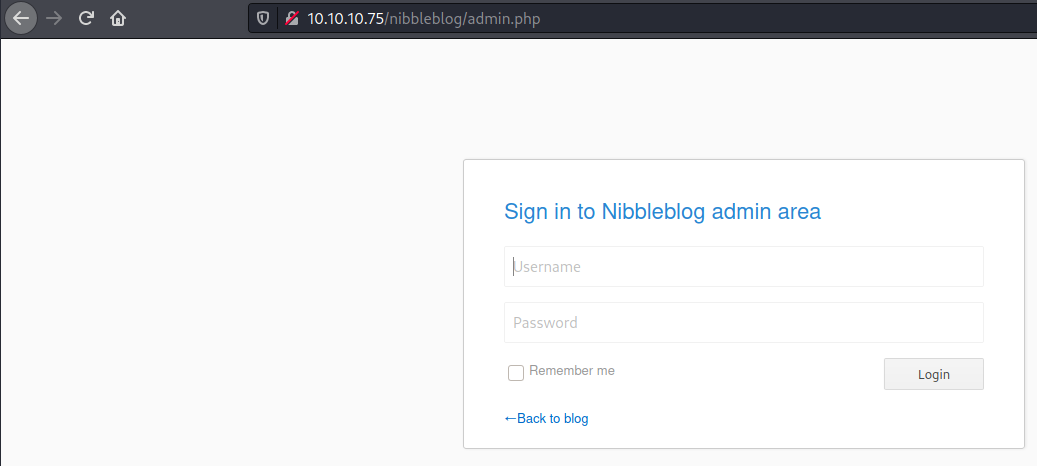 10.10.10.75/nibbleblog/admin.php
Sign in to Nibbleblog admin area
Username
Password
Remember me
Login
←Back to blog